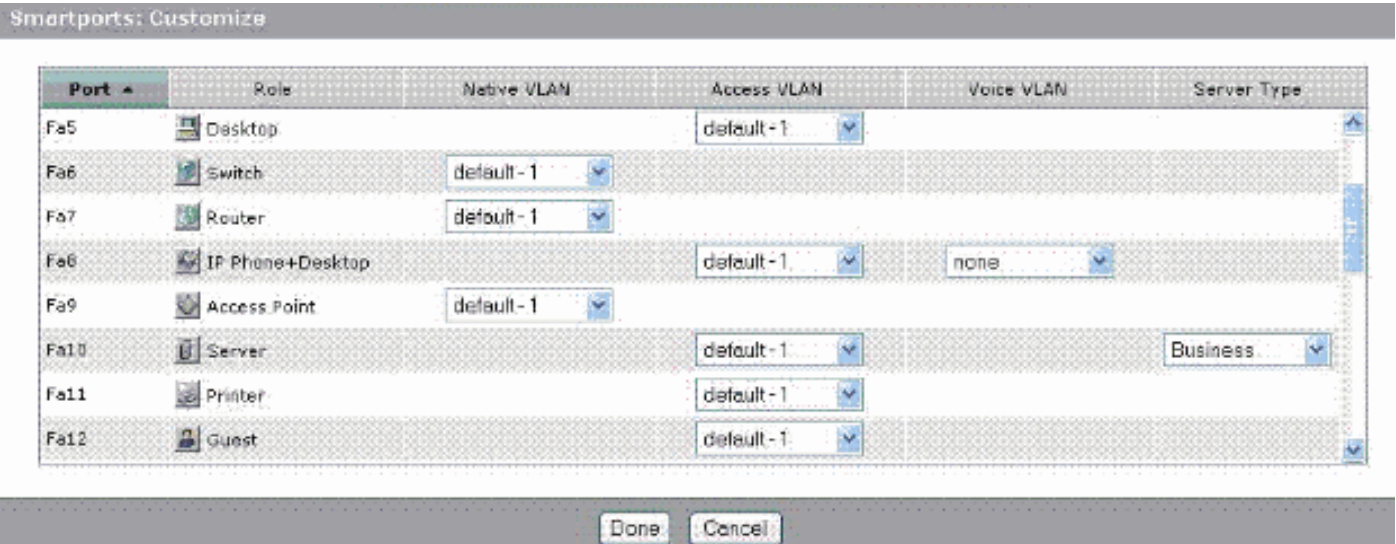 Smartports: Customize
Port Role Native VLAN Access VLAN Voice VLAN Server Type
Fa5 Desktop default-1
Fa6 Switch default-1
Fa7 Router default-1
Fa8 IP Phone+Desktop default-1 none
Fa9 Access Point default-1
Fa10 Server default-1 Business
Fa11 Printer default-1
Fa12 Guest default-1
Done Cancel